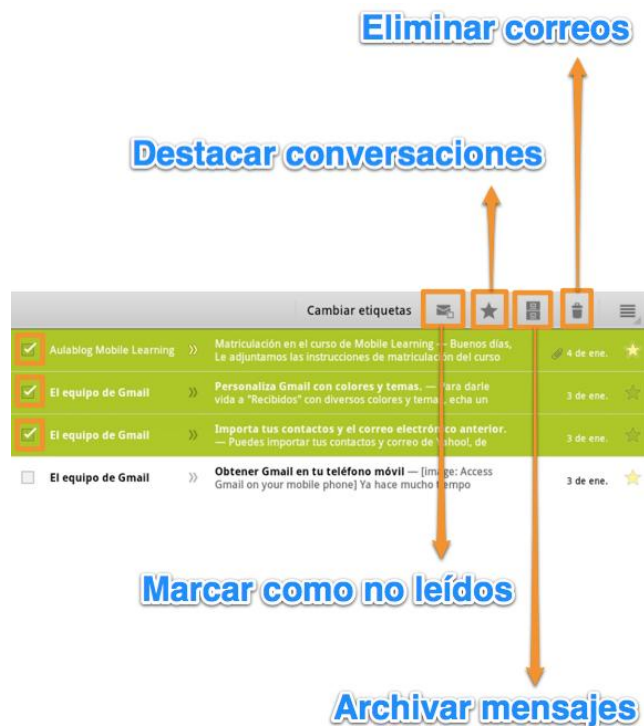 Eliminar correos
Destacar conversaciones
Cambiar etiquetas
Aulablog Mobile Learning » Matriculación en el curso de Mobile Learning — Buenos días,
Le adjuntamos las instrucciones de matriculación del curso
4 de ene.
El equipo de Gmail » Personaliza Gmail con colores y temas. — Para darle
vida a "Recibidos" con diversos colores y temas, echa un
3 de ene.
El equipo de Gmail » Importa tus contactos y el correo electrónico anterior.
— Puedes importar tus contactos y correo de Yahoo!, de
3 de ene.
El equipo de Gmail » Obtener Gmail en tu teléfono móvil — [image: Access
Gmail on your mobile phone] Ya hace mucho tiempo
3 de ene.
Marcar como no leídos
Archivar mensajes